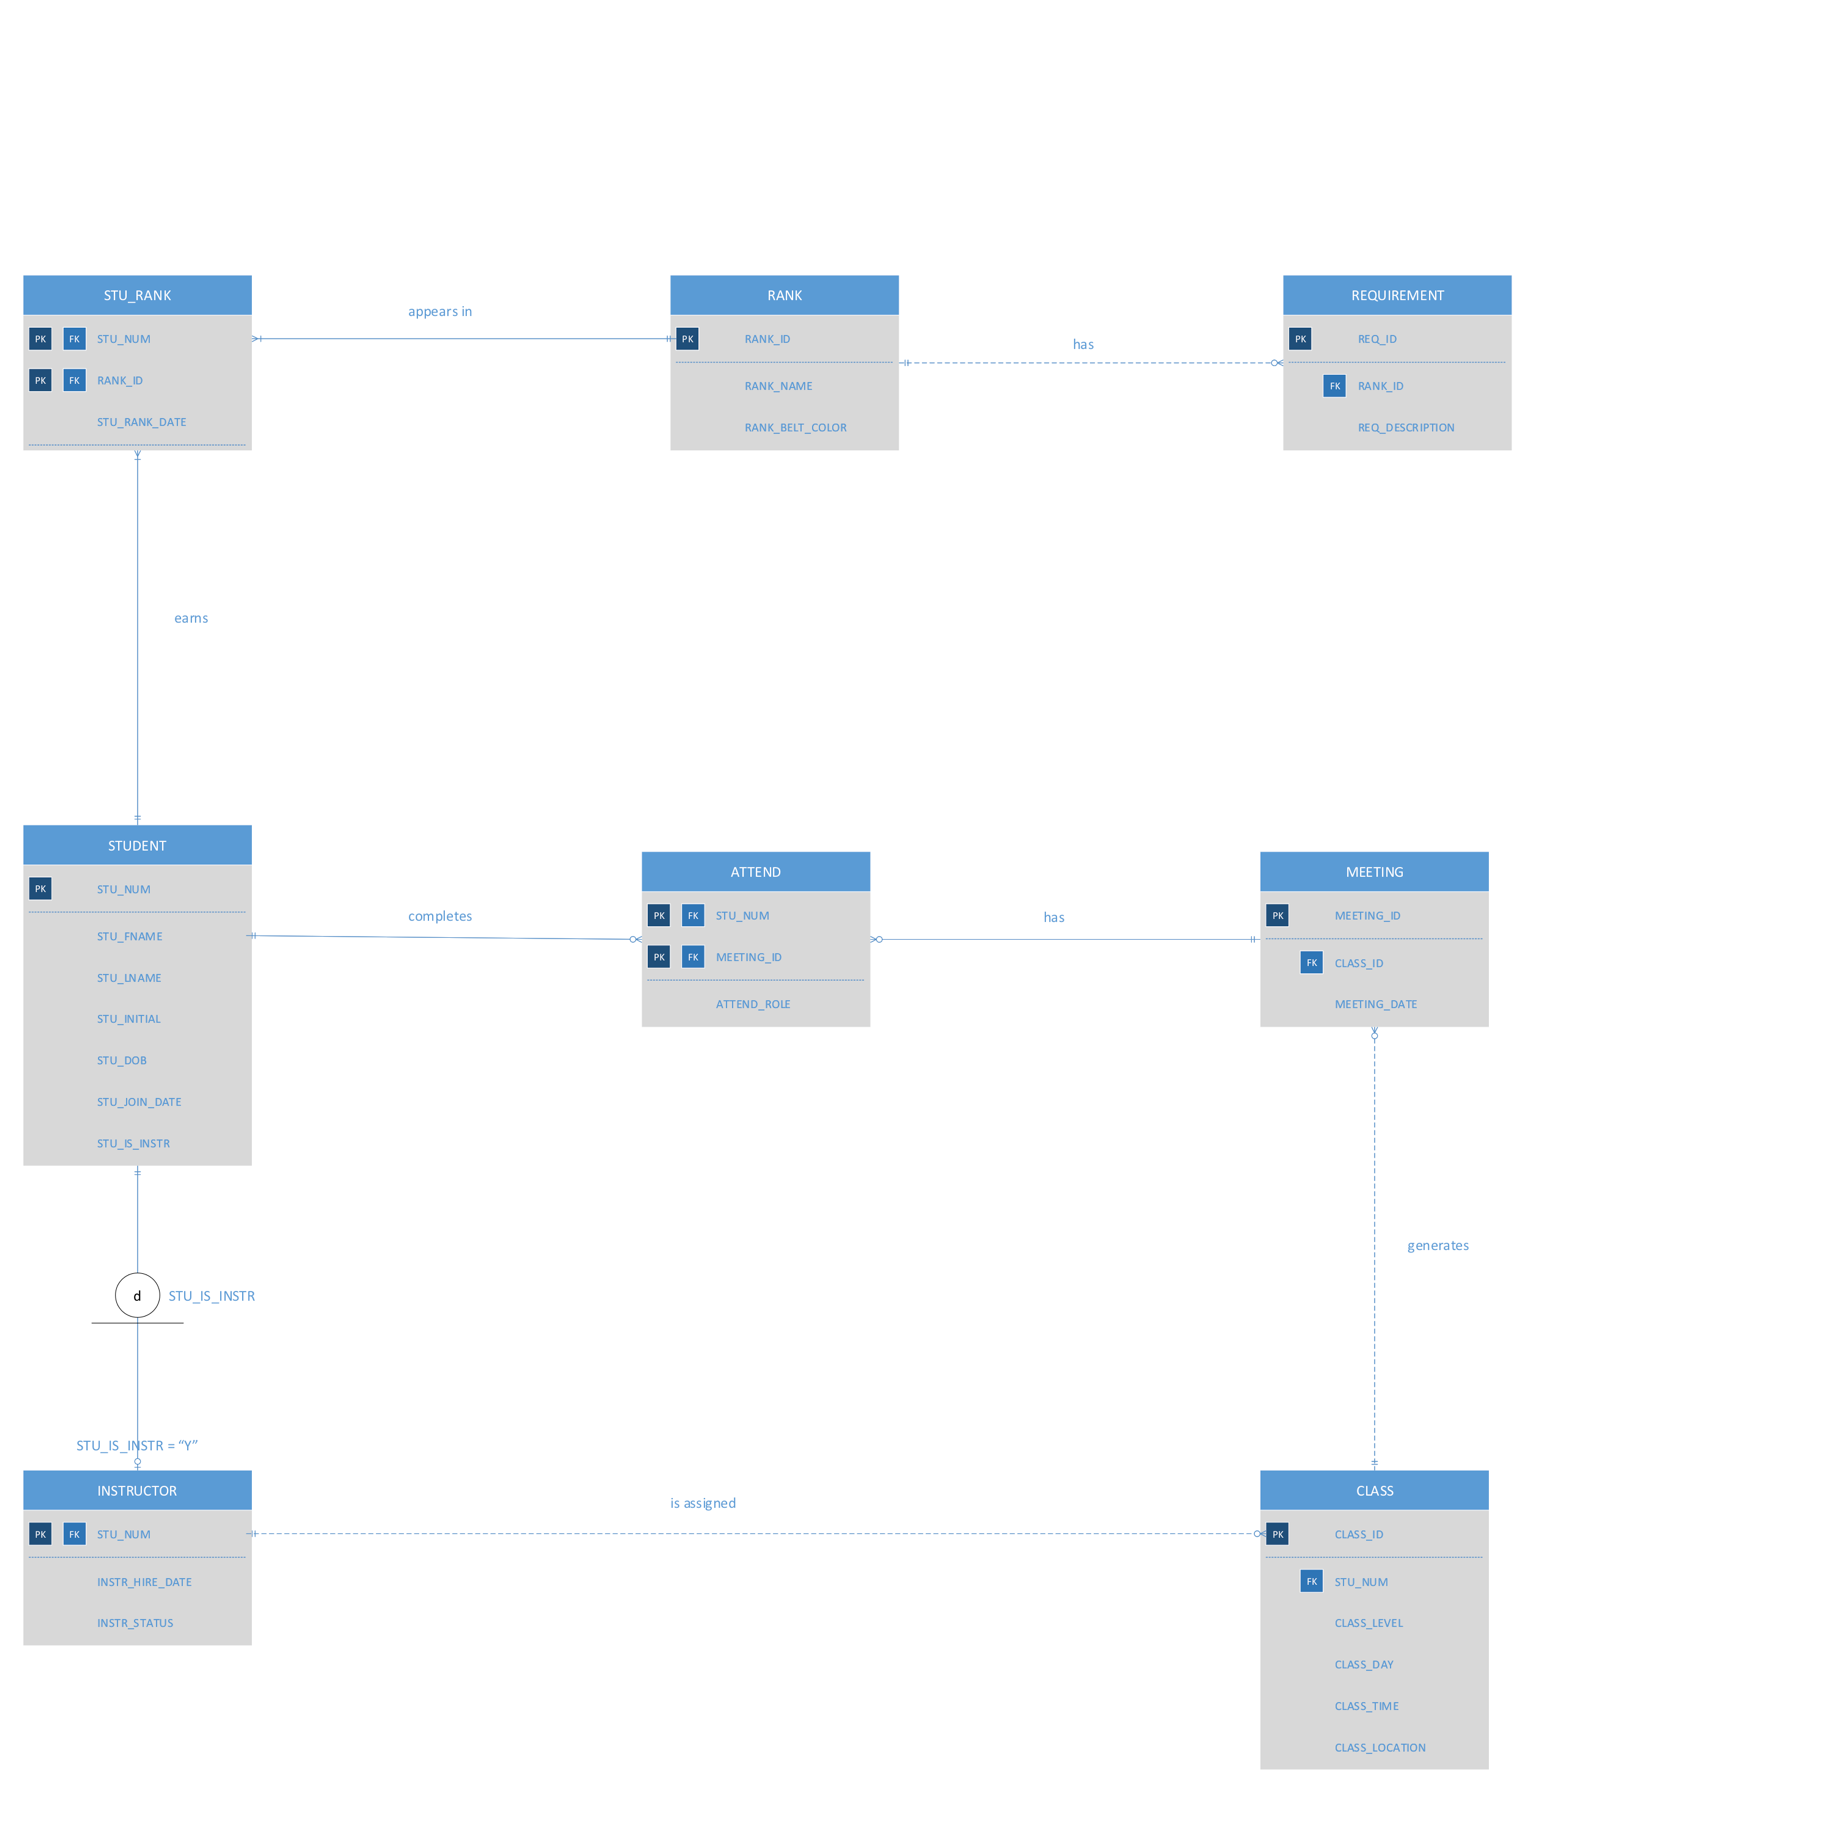 STU_RANK
PK FK STU_NUM
PK FK RANK_ID
STU_RANK_DATE
appears in
RANK
PK RANK_ID
RANK_NAME
RANK_BELT_COLOR
has
REQUIREMENT
PK REQ_ID
FK RANK_ID
REQ_DESCRIPTION
earns
STUDENT
PK STU_NUM
STU_FNAME
STU_LNAME
STU_INITIAL
STU_DOB
STU_JOIN_DATE
STU_IS_INSTR
completes
ATTEND
PK FK STU_NUM
PK FK MEETING_ID
ATTEND_ROLE
has
MEETING
PK MEETING_ID
FK CLASS_ID
MEETING_DATE
generates
d STU_IS_INSTR
STU_IS_INSTR = “Y”
INSTRUCTOR
PK FK STU_NUM
INSTR_HIRE_DATE
INSTR_STATUS
is assigned
CLASS
PK CLASS_ID
FK STU_NUM
CLASS_LEVEL
CLASS_DAY
CLASS_TIME
CLASS_LOCATION